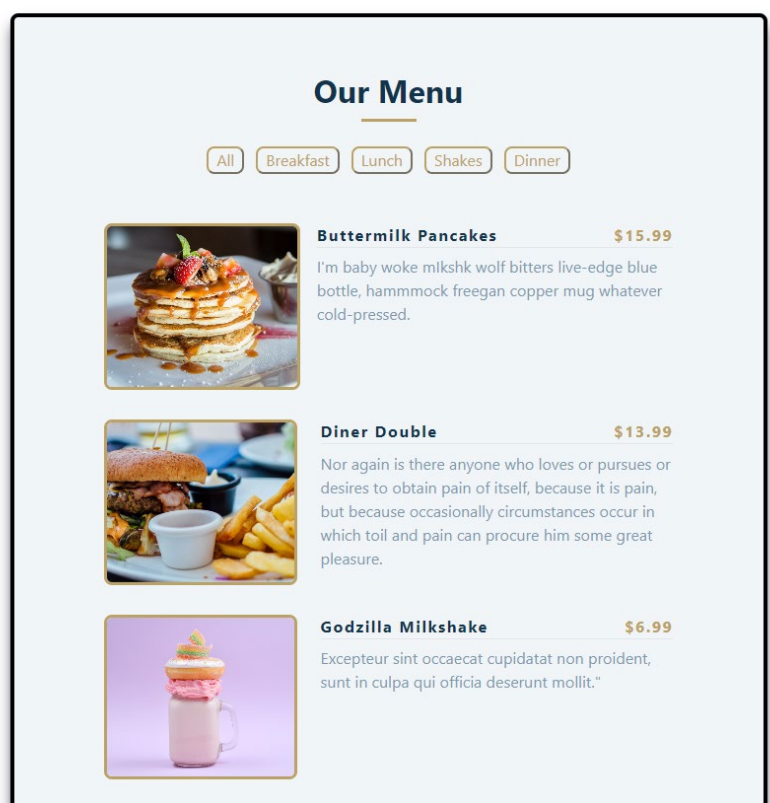 Our Menu
All Breakfast Lunch Shakes Dinner
Buttermilk Pancakes $15.99
I'm baby woke mlkshk wolf bitters live-edge blue
bottle, hammmock freegan copper mug whatever
cold-pressed.
Diner Double $13.99
Nor again is there anyone who loves or pursues or
desires to obtain pain of itself, because it is pain,
but because occasionally circumstances occur in
which toil and pain can procure him some great
pleasure.
Godzilla Milkshake $6.99
Excepteur sint occaecat cupidatat non proident,
sunt in culpa qui officia deserunt mollit."